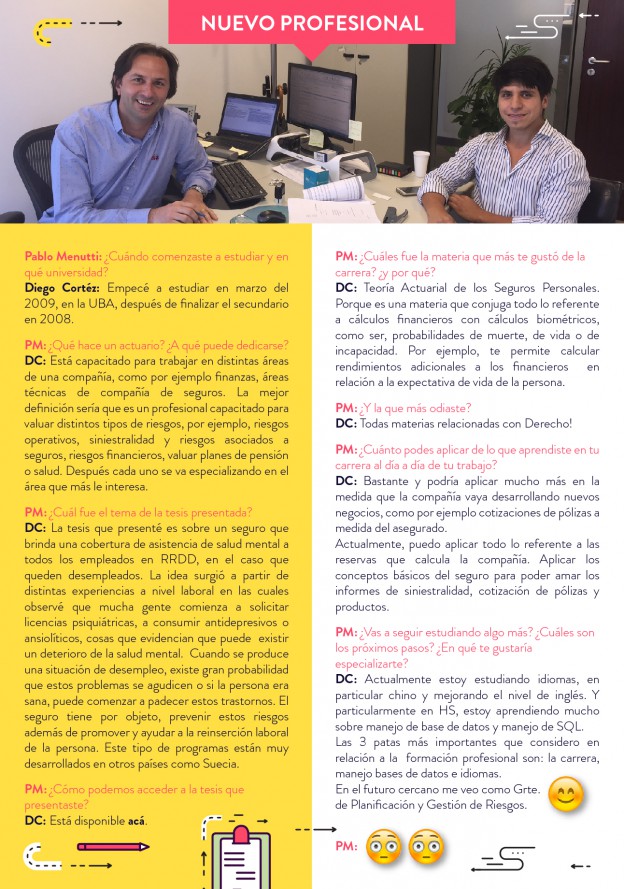 NUEVO PROFESIONAL
Pablo Menutti: ¿Cuándo comenzaste a estudiar y en
qué universidad?
Diego Cortéz: Empecé a estudiar en marzo del
2009, en la UBA, después de finalizar el secundario
en 2008.
PM: ¿Qué hace un actuario? ¿A qué puede dedicarse?
DC: Está capacitado para trabajar en distintas áreas
de una compañía, como por ejemplo finanzas, áreas
técnicas de compañía de seguros. La mejor
definición sería que es un profesional capacitado para
valuar distintos tipos de riesgos, por ejemplo, riesgos
operativos, siniestralidad y riesgos asociados a
seguros, riesgos financieros, valuar planes de pensión
o salud. Después cada uno se va especializando en el
área que más le interesa.
PM: ¿Cuál fue el tema de la tesis presentada?
DC: La tesis que presenté es sobre un seguro que
brinda una cobertura de asistencia de salud mental a
todos los empleados en RRDD, en el caso que
queden desempleados. La idea surgió a partir de
distintas experiencias a nivel laboral en las cuales
observé que mucha gente comienza a solicitar
licencias psiquiátricas, a consumir antidepresivos o
ansiolíticos, cosas que evidencian que puede existir
un deterioro de la salud mental. Cuando se produce
una situación de desempleo, existe gran probabilidad
que estos problemas se agudicen o si la persona era
sana, puede comenzar a padecer estos trastornos. El
seguro tiene por objeto, prevenir estos riesgos
además de promover y ayudar a la reinserción laboral
de la persona. Este tipo de programas están muy
desarrollados en otros países como Suecia.
PM: ¿Cómo podemos acceder a la tesis que
presentaste?
DC: Está disponible acá.
PM: ¿Cuáles fue la materia que más te gustó de la
carrera? ¿y por qué?
DC: Teoría Actuarial de los Seguros Personales.
Porque es una materia que conjuga todo lo referente
a cálculos financieros con cálculos biométricos,
como ser, probabilidades de muerte, de vida o de
incapacidad. Por ejemplo, te permite calcular
rendimientos adicionales a los financieros en
relación a la expectativa de vida de la persona.
PM: ¿Y la que más odiaste?
DC: Todas materias relacionadas con Derecho!
PM: ¿Cuánto podes aplicar de lo que aprendiste en tu
carrera al día a día de tu trabajo?
DC: Bastante y podría aplicar mucho más en la
medida que la compañía vaya desarrollando nuevos
negocios, como por ejemplo cotizaciones de pólizas a
medida del asegurado.
Actualmente, puedo aplicar todo lo referente a las
reservas que calcula la compañía. Aplicar los
conceptos básicos del seguro para poder amar los
informes de siniestralidad, cotización de pólizas y
productos.
PM: ¿Vas a seguir estudiando algo más? ¿Cuáles son
los próximos pasos? ¿En qué te gustaría
especializarte?
DC: Actualmente estoy estudiando idiomas, en
particular chino y mejorando el nivel de inglés. Y
particularmente en HS, estoy aprendiendo mucho
sobre manejo de base de datos y manejo de SQL.
Las 3 patas más importantes que considero en
relación a la formación profesional son: la carrera,
manejo bases de datos e idiomas.
En el futuro cercano me veo como Grte.
de Planificación y Gestión de Riesgos.
PM: